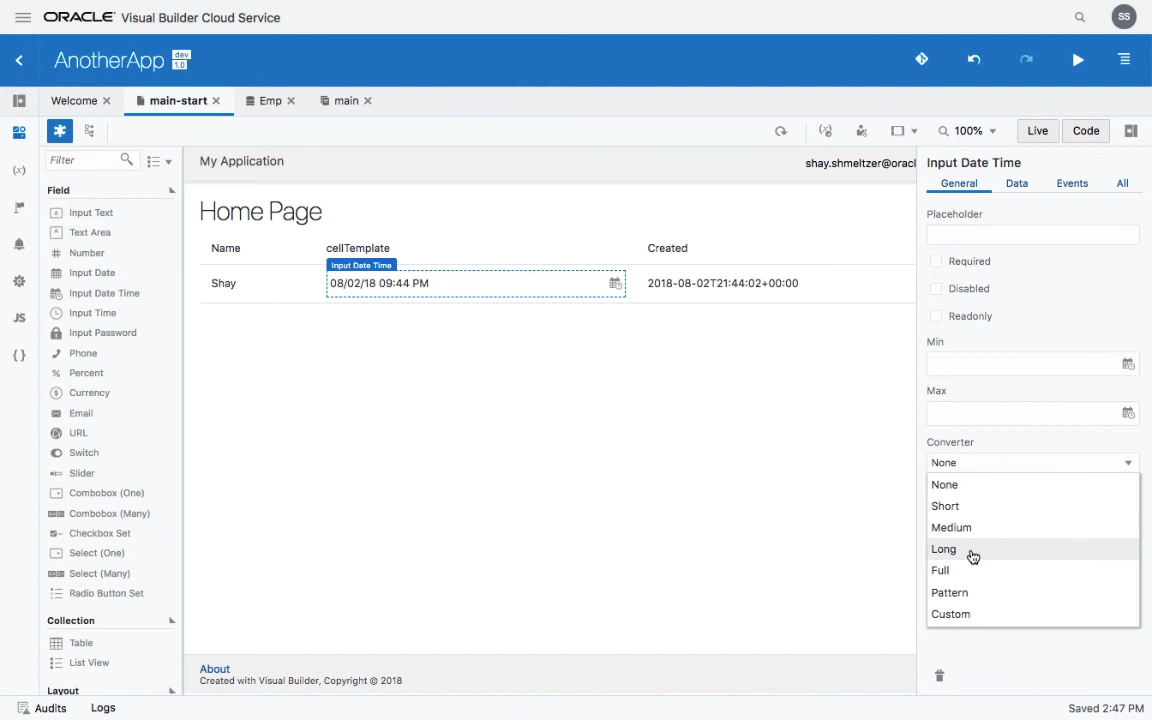 ORACLE® Visual Builder Cloud Service
SS
AnotherApp dev 1.0
Welcome
main-start
Emp
main
100%
Live
Code
Filter
Field
Input Text
Text Area
Number
Input Date
Input Date Time
Input Time
Input Password
Phone
Percent
Currency
Email
URL
Switch
Slider
Combobox (One)
Combobox (Many)
Checkbox Set
Select (One)
Select (Many)
Radio Button Set
Collection
Table
List View
Layout
(x)
JS
{ }
My Application
shay.shmeltzer@oracl
Home Page
Name
cellTemplate
Created
Input Date Time
Shay
08/02/18 09:44 PM
2018-08-02T21:44:02+00:00
About
Created with Visual Builder, Copyright © 2018
Input Date Time
General
Data
Events
All
Placeholder
Required
Disabled
Readonly
Min
Max
Converter
None
None
Short
Medium
Long
Full
Pattern
Custom
Audits
Logs
Saved 2:47 PM